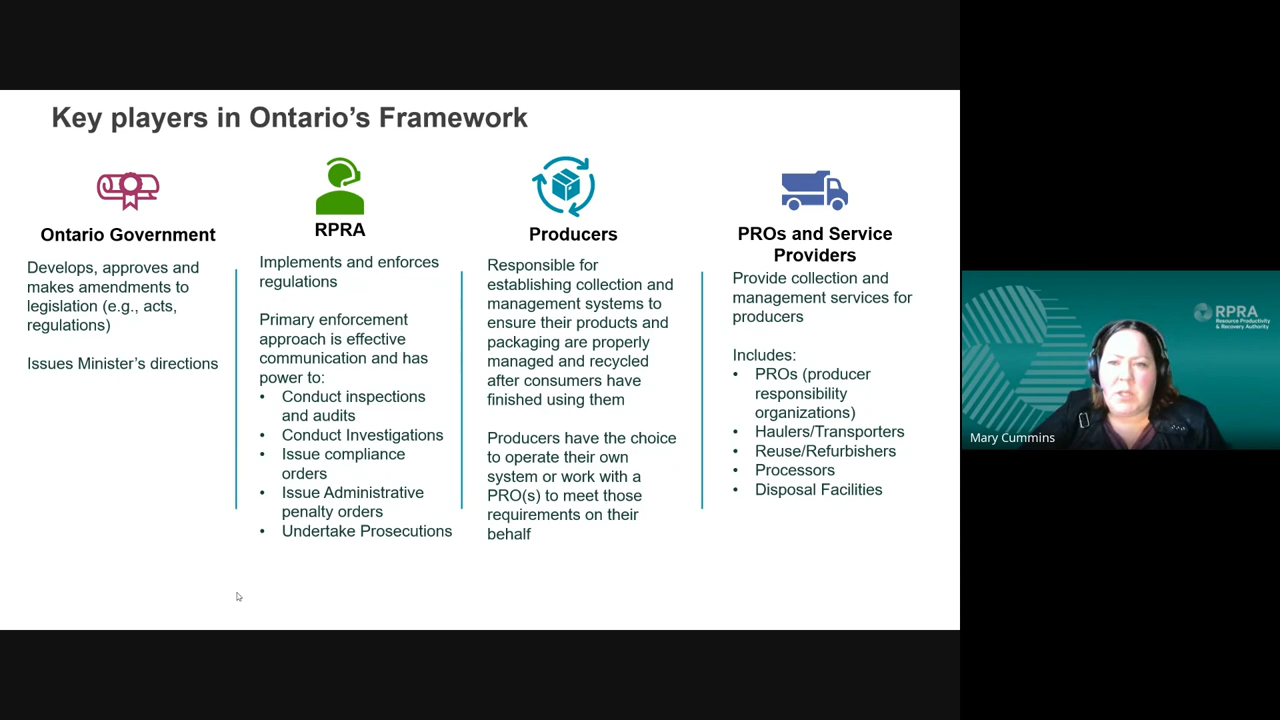 Key players in Ontario's Framework
Ontario Government
Develops, approves and
makes amendments to
legislation (e.g., acts,
regulations)
Issues Minister's directions
RPRA
Implements and enforces
regulations
Primary enforcement
approach is effective
communication and has
power to:
• Conduct inspections
and audits
• Conduct Investigations
• Issue compliance
orders
• Issue Administrative
penalty orders
• Undertake Prosecutions
Producers
Responsible for
establishing collection and
management systems to
ensure their products and
packaging are properly
managed and recycled
after consumers have
finished using them
Producers have the choice
to operate their own
system or work with a
PRO(s) to meet those
requirements on their
behalf
PROs and Service
Providers
Provide collection and
management services for
producers
Includes:
• PROs (producer
responsibility
organizations)
• Haulers/Transporters
• Reuse/Refurbishers
• Processors
• Disposal Facilities
RPRA
Resource Productivity
& Recovery Authority
Mary Cummins